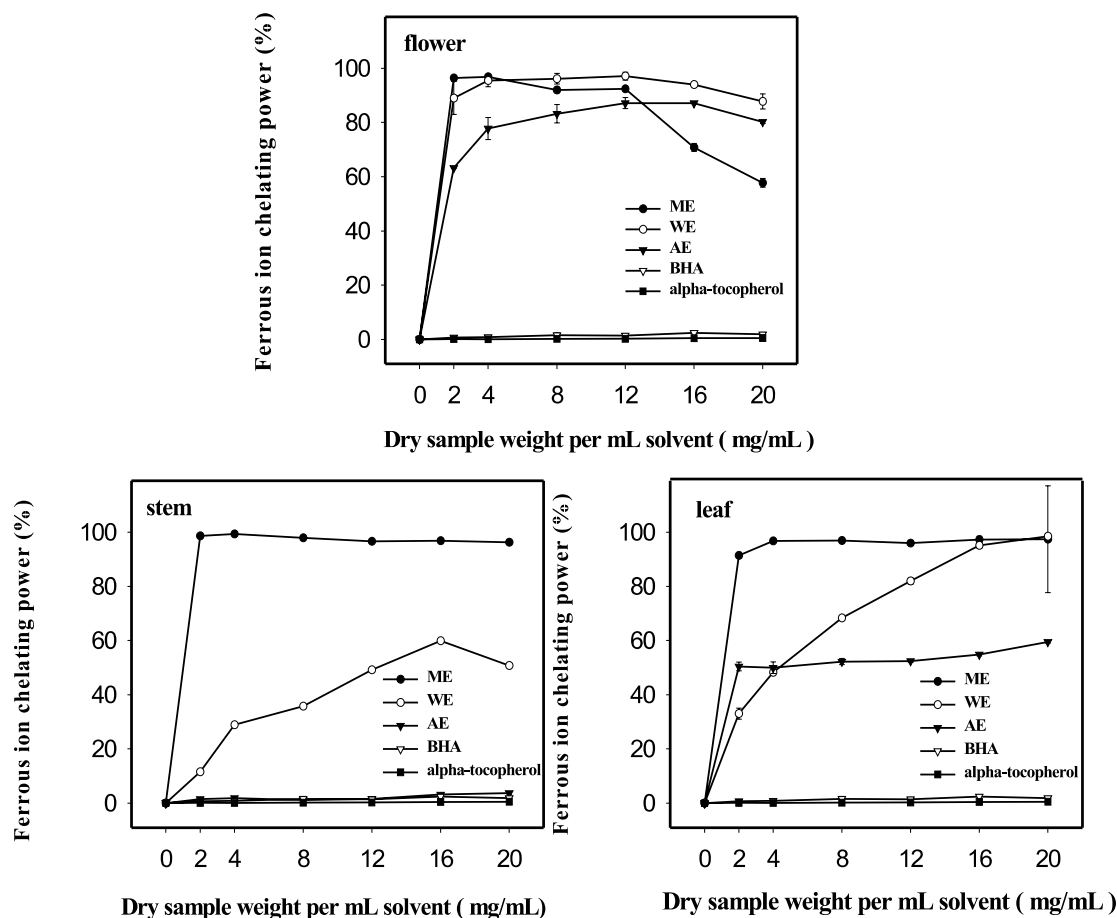 flower
Ferrous ion chelating power (%)
100
80
60
40
20
0
ME
WE
AE
BHA
alpha-tocopherol
0 2 4 8 12 16 20
Dry sample weight per mL solvent ( mg/mL )
stem
Ferrous ion chelating power (%)
100
80
60
40
20
0
ME
WE
AE
BHA
alpha-tocopherol
0 2 4 8 12 16 20
Dry sample weight per mL solvent ( mg/mL)
leaf
Ferrous ion chelating power (%)
100
80
60
40
20
0
ME
WE
AE
BHA
alpha-tocopherol
0 2 4 8 12 16 20
Dry sample weight per mL solvent ( mg/mL )